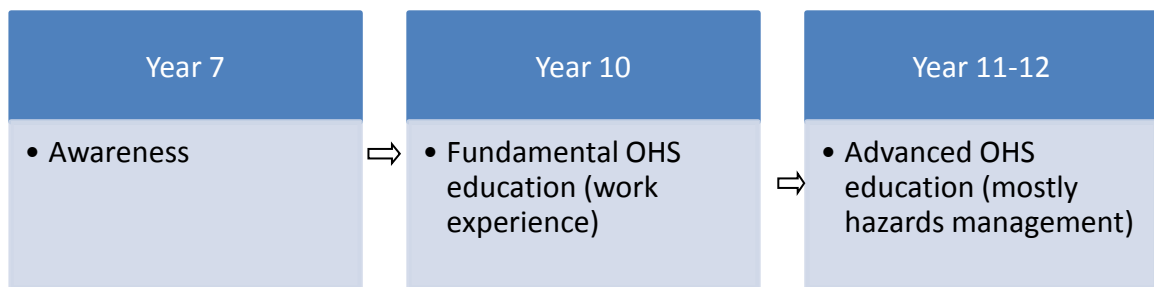 Year 7
• Awareness
Year 10
• Fundamental OHS
education (work
experience)
Year 11-12
• Advanced OHS
education (mostly
hazards management)